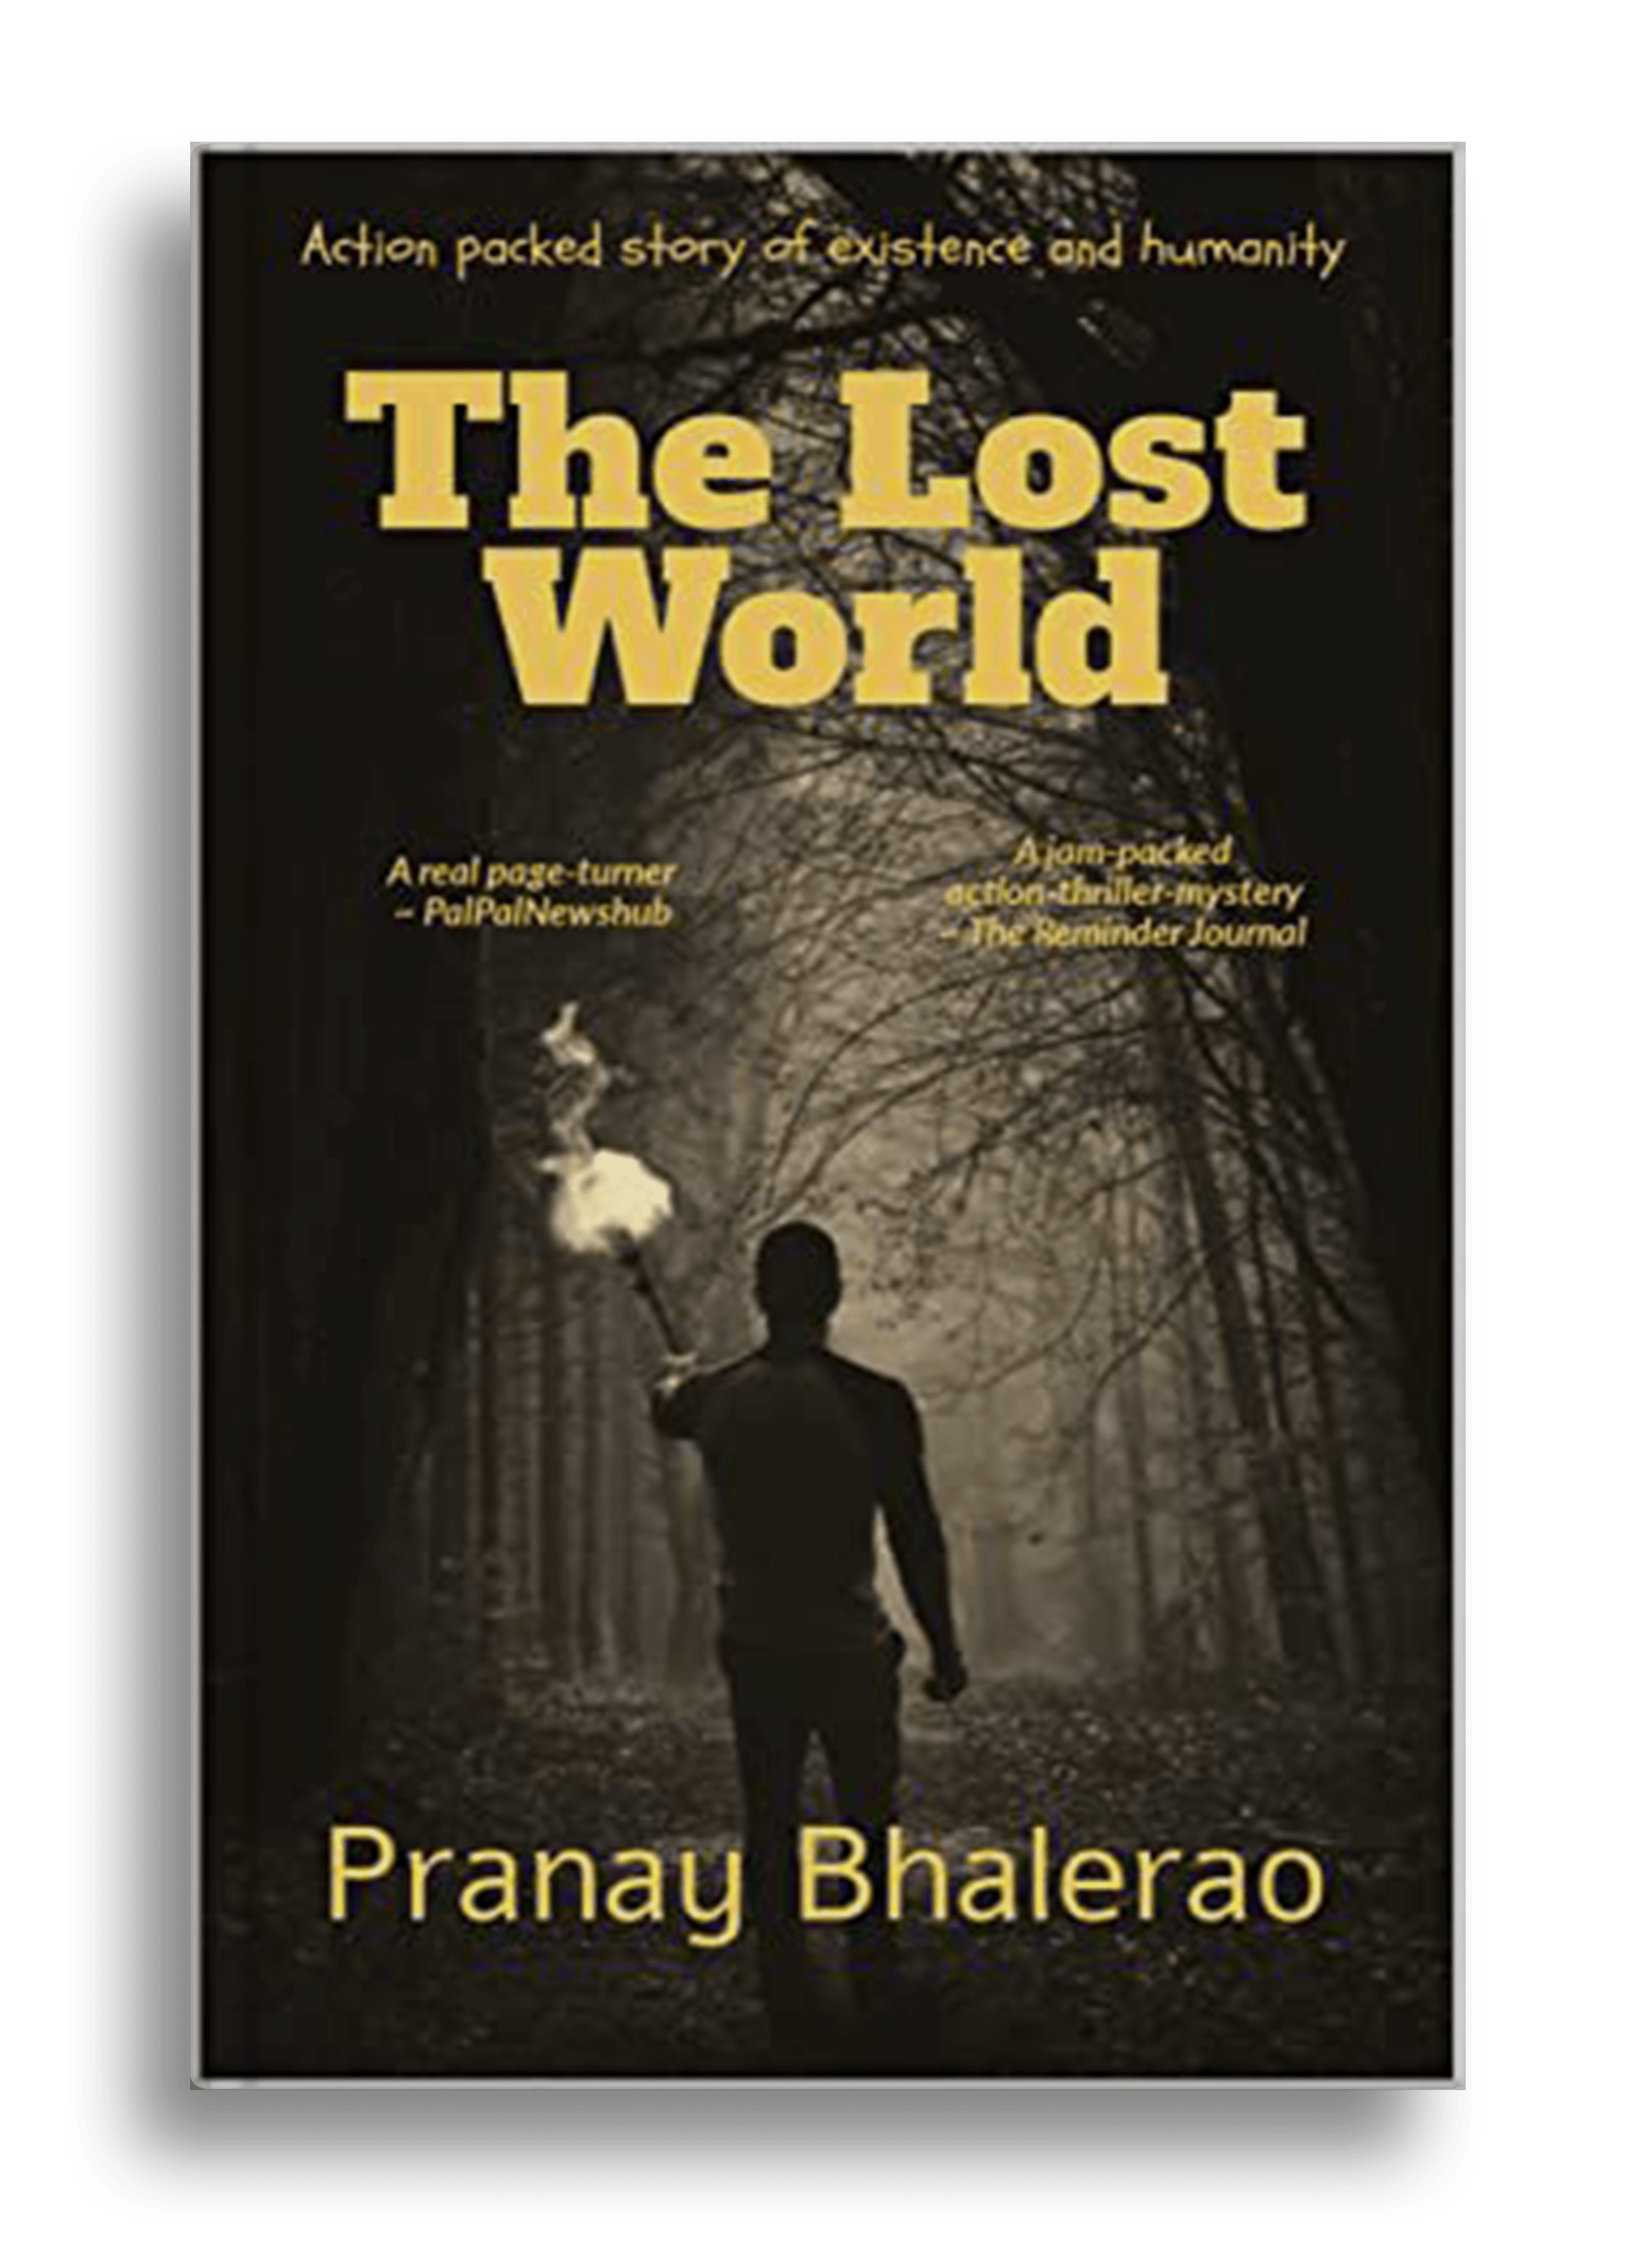 Action packed story of existence and humanity
The Lost
World
A real page-turner
– PalPalNewshub
A jam-packed
action-thriller-mystery
– The Reminder Journal
Pranay Bhalerao